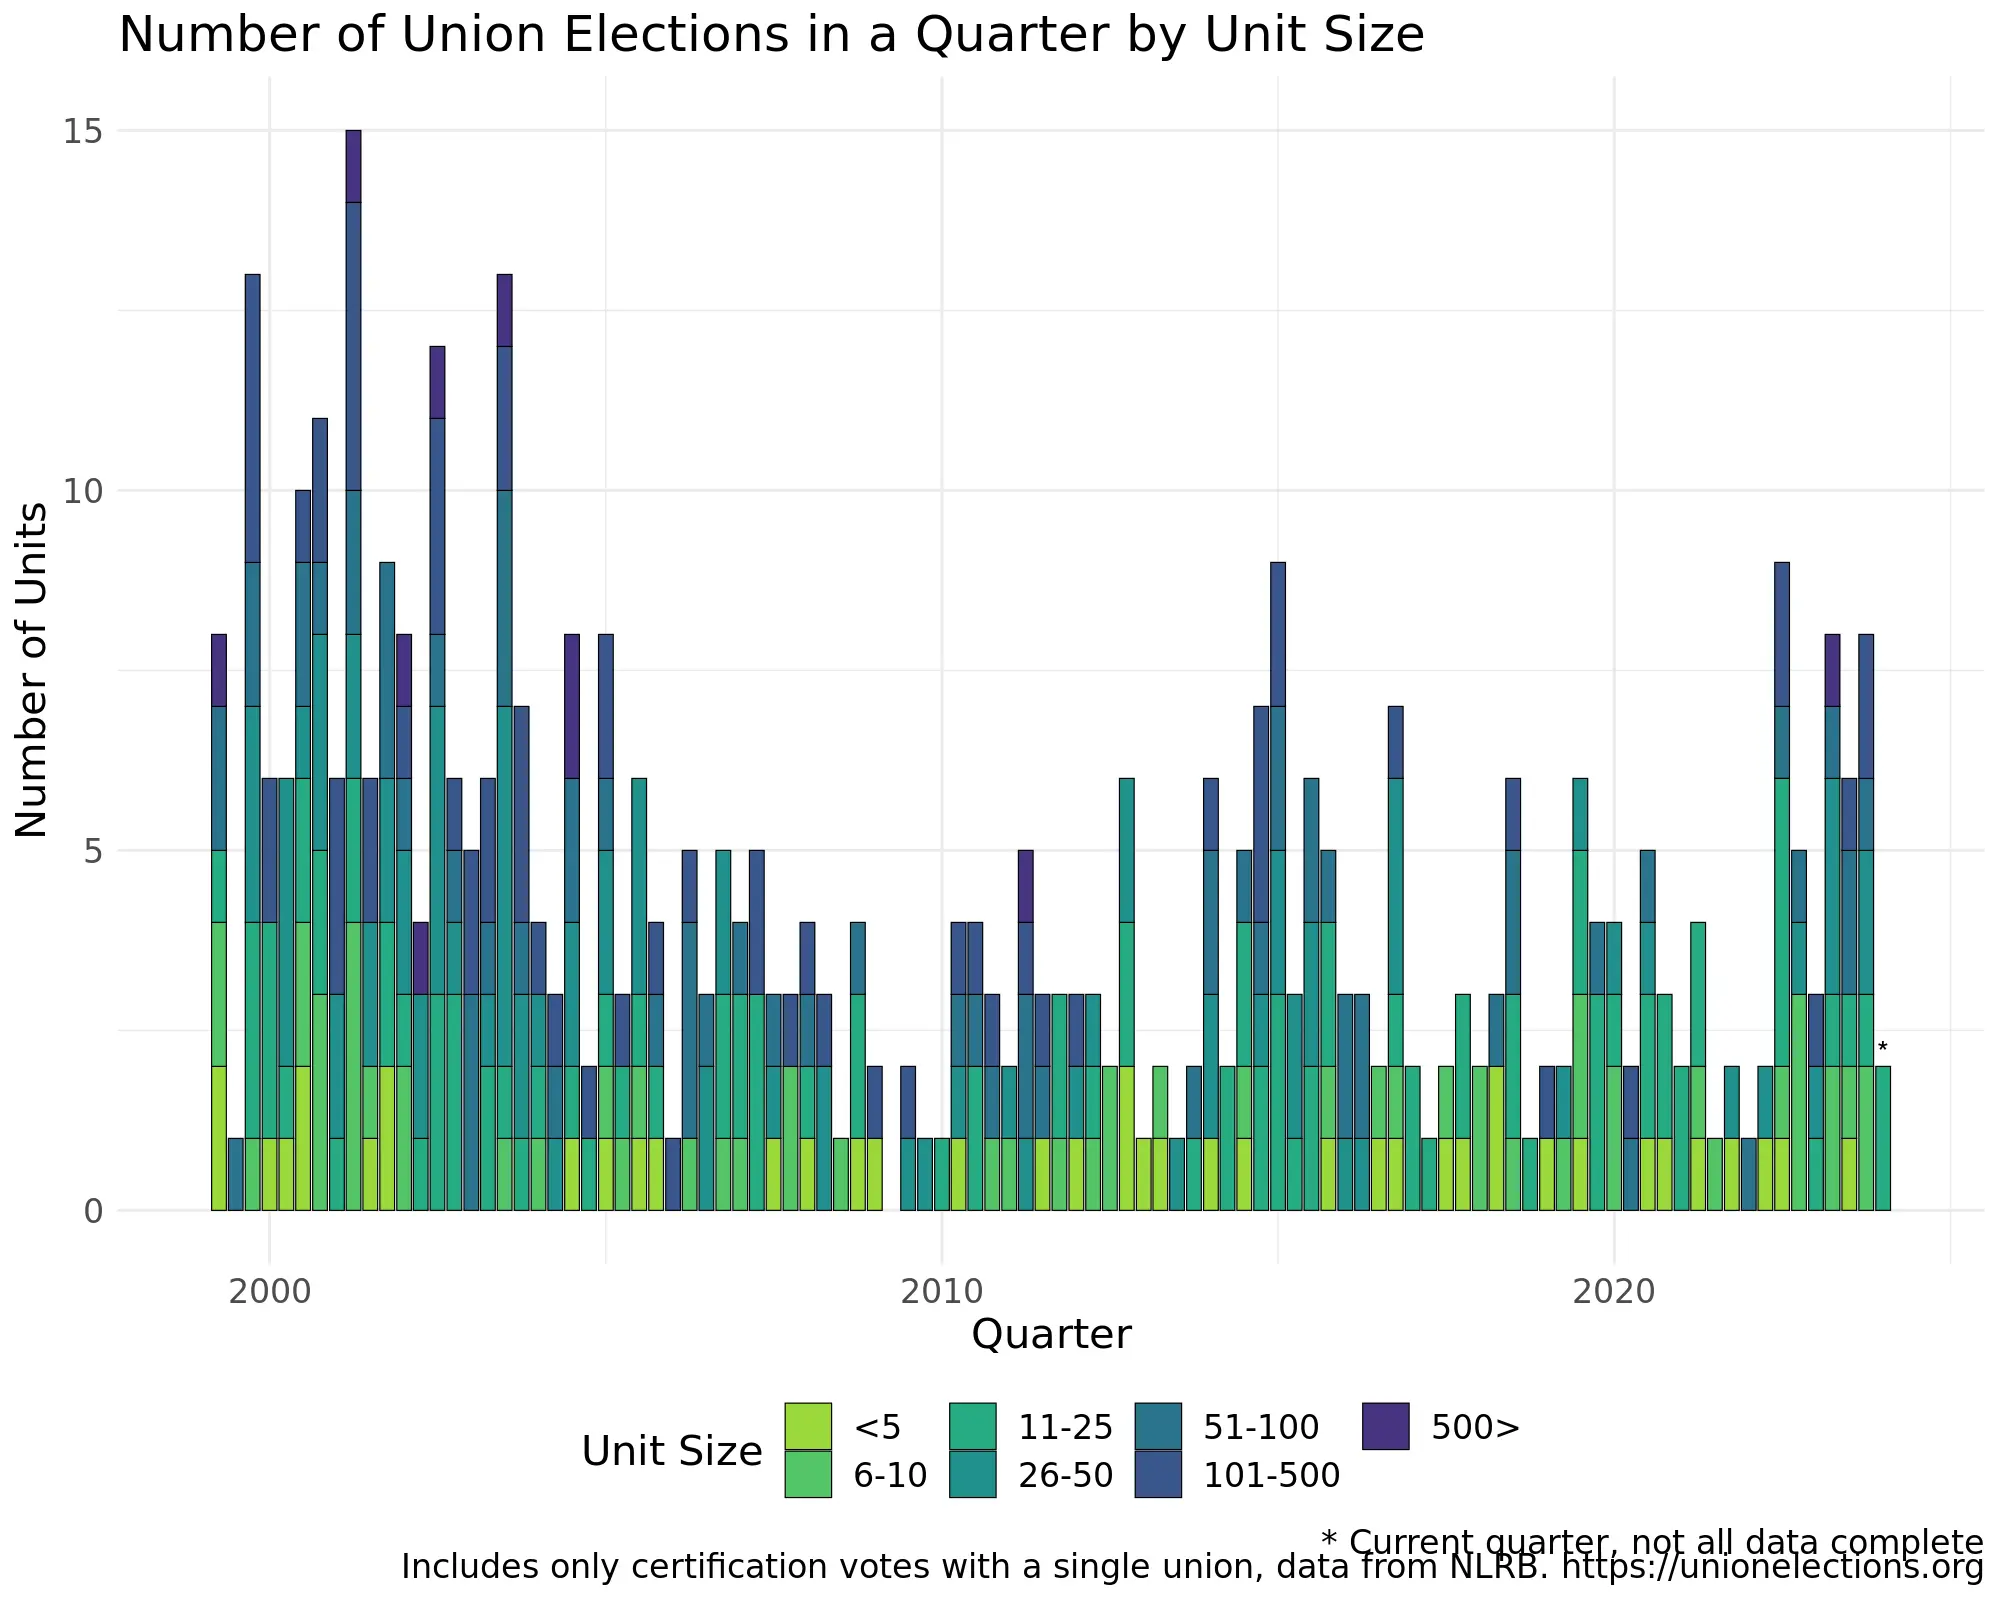 Number of Union Elections in a Quarter by Unit Size
Number of Units
15
10
5
0
*
2000
2010
2020
Quarter
Unit Size
<5
11-25
51-100
500>
6-10
26-50
101-500
* Current quarter, not all data complete
Includes only certification votes with a single union, data from NLRB. https://unionelections.org